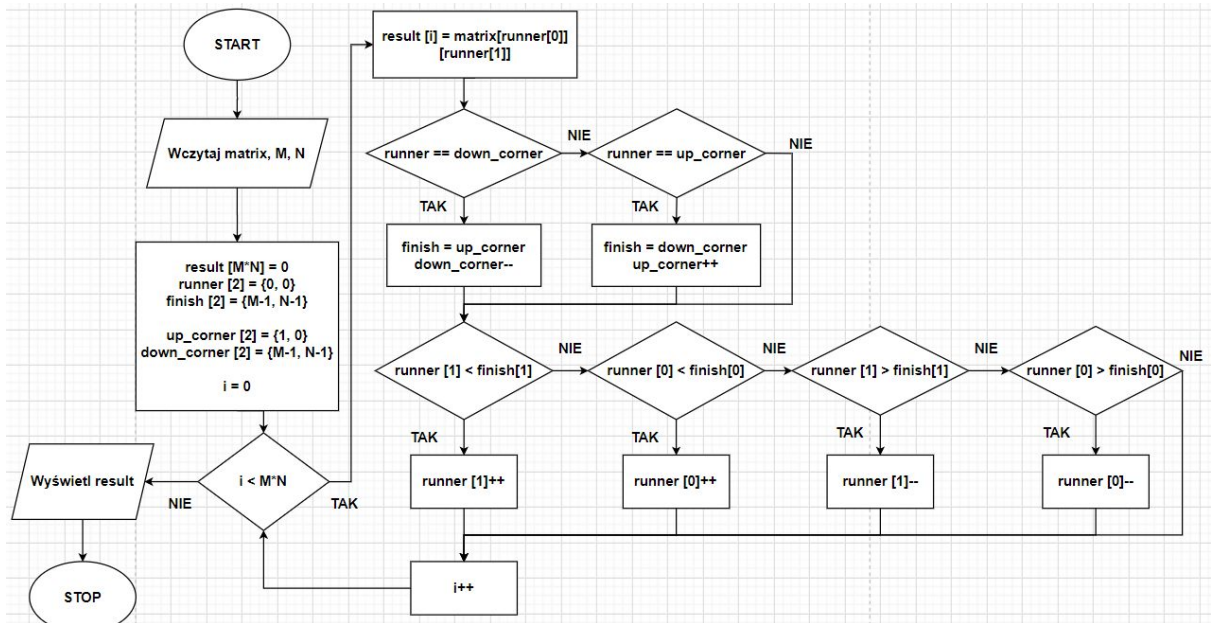 START
Wczytaj matrix, M, N
result [M*N] = 0
runner [2] = {0, 0}
finish [2] = {M-1, N-1}
up_corner [2] = {1, 0}
down_corner [2] = {M-1, N-1}
i = 0
i < M*N
NIE
TAK
Wyświetl result
STOP
result [i] = matrix[runner[0]]
[runner[1]]
runner == down_corner
NIE
runner == up_corner
NIE
TAK
TAK
finish = up_corner
down_corner--
finish = down_corner
up_corner++
runner [1] < finish[1]
NIE
runner [0] < finish[0]
NIE
runner [1] > finish[1]
NIE
runner [0] > finish[0]
NIE
TAK
TAK
TAK
TAK
runner [1]++
runner [0]++
runner [1]--
runner [0]--
i++